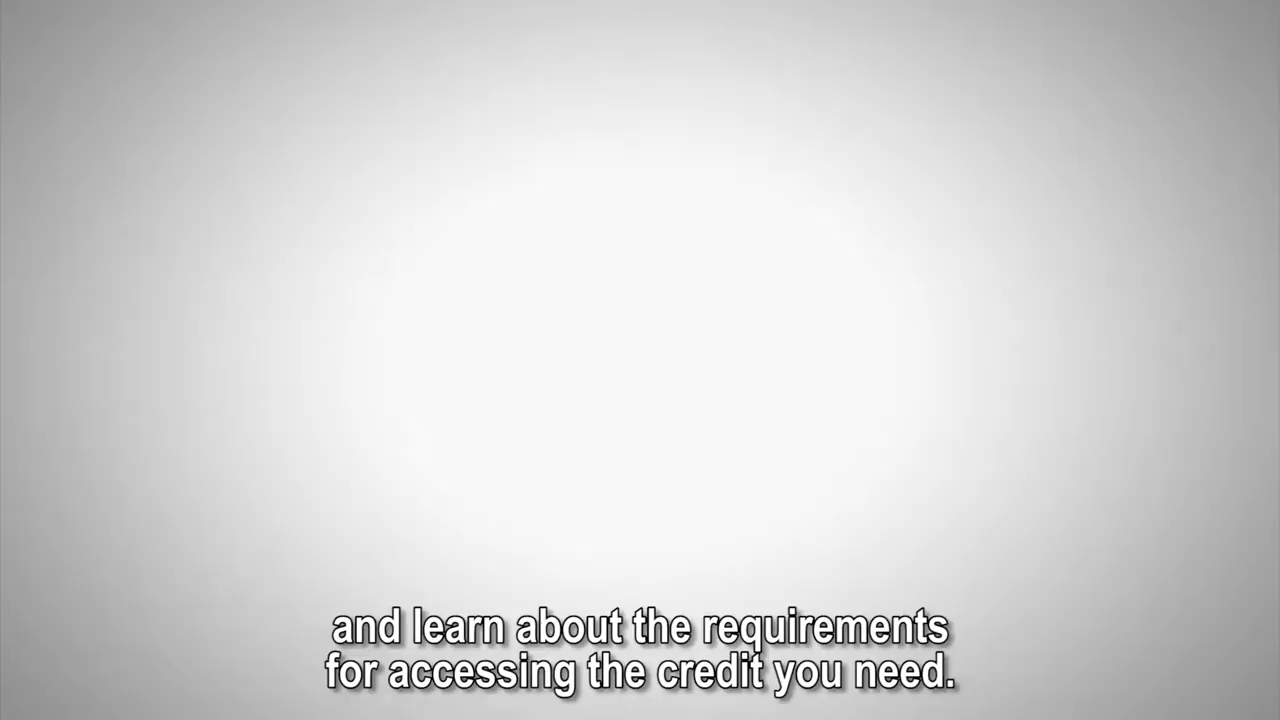 and learn about the requirements
for accessing the credit you need.